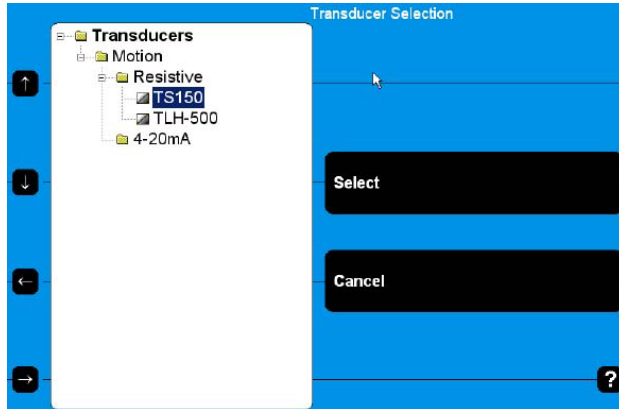 Transducer Selection
Transducers
Motion
Resistive
TS150
TLH-500
4-20mA
↑
↓
←
→
Select
Cancel
?